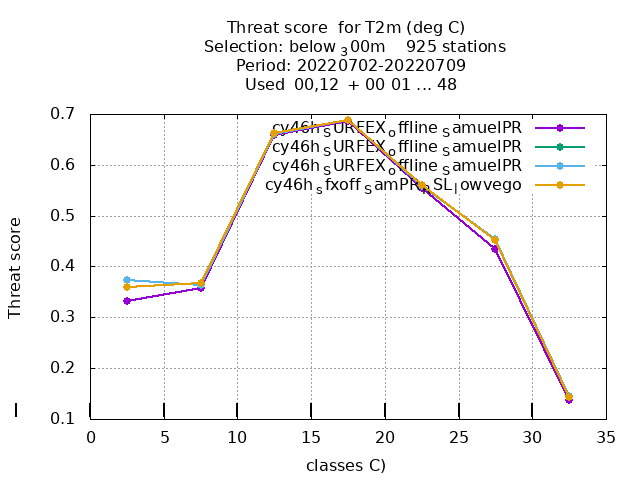 Threat score for T2m (deg C)
Selection: below ₃00m 925 stations
Period: 20220702-20220709
Used 00,12 + 00 01 ... 48
cy46h_sURFEX_offline_samuelPR
cy46h_sURFEX_offline_samuelPR
cy46h_sURFEX_offline_samuelPR
cy46h_sfxoff_samPR_RSL_lowvego
0.7
0.6
0.5
0.4
0.3
0.2
0.1
Threat score
0 5 10 15 20 25 30 35
classes C)